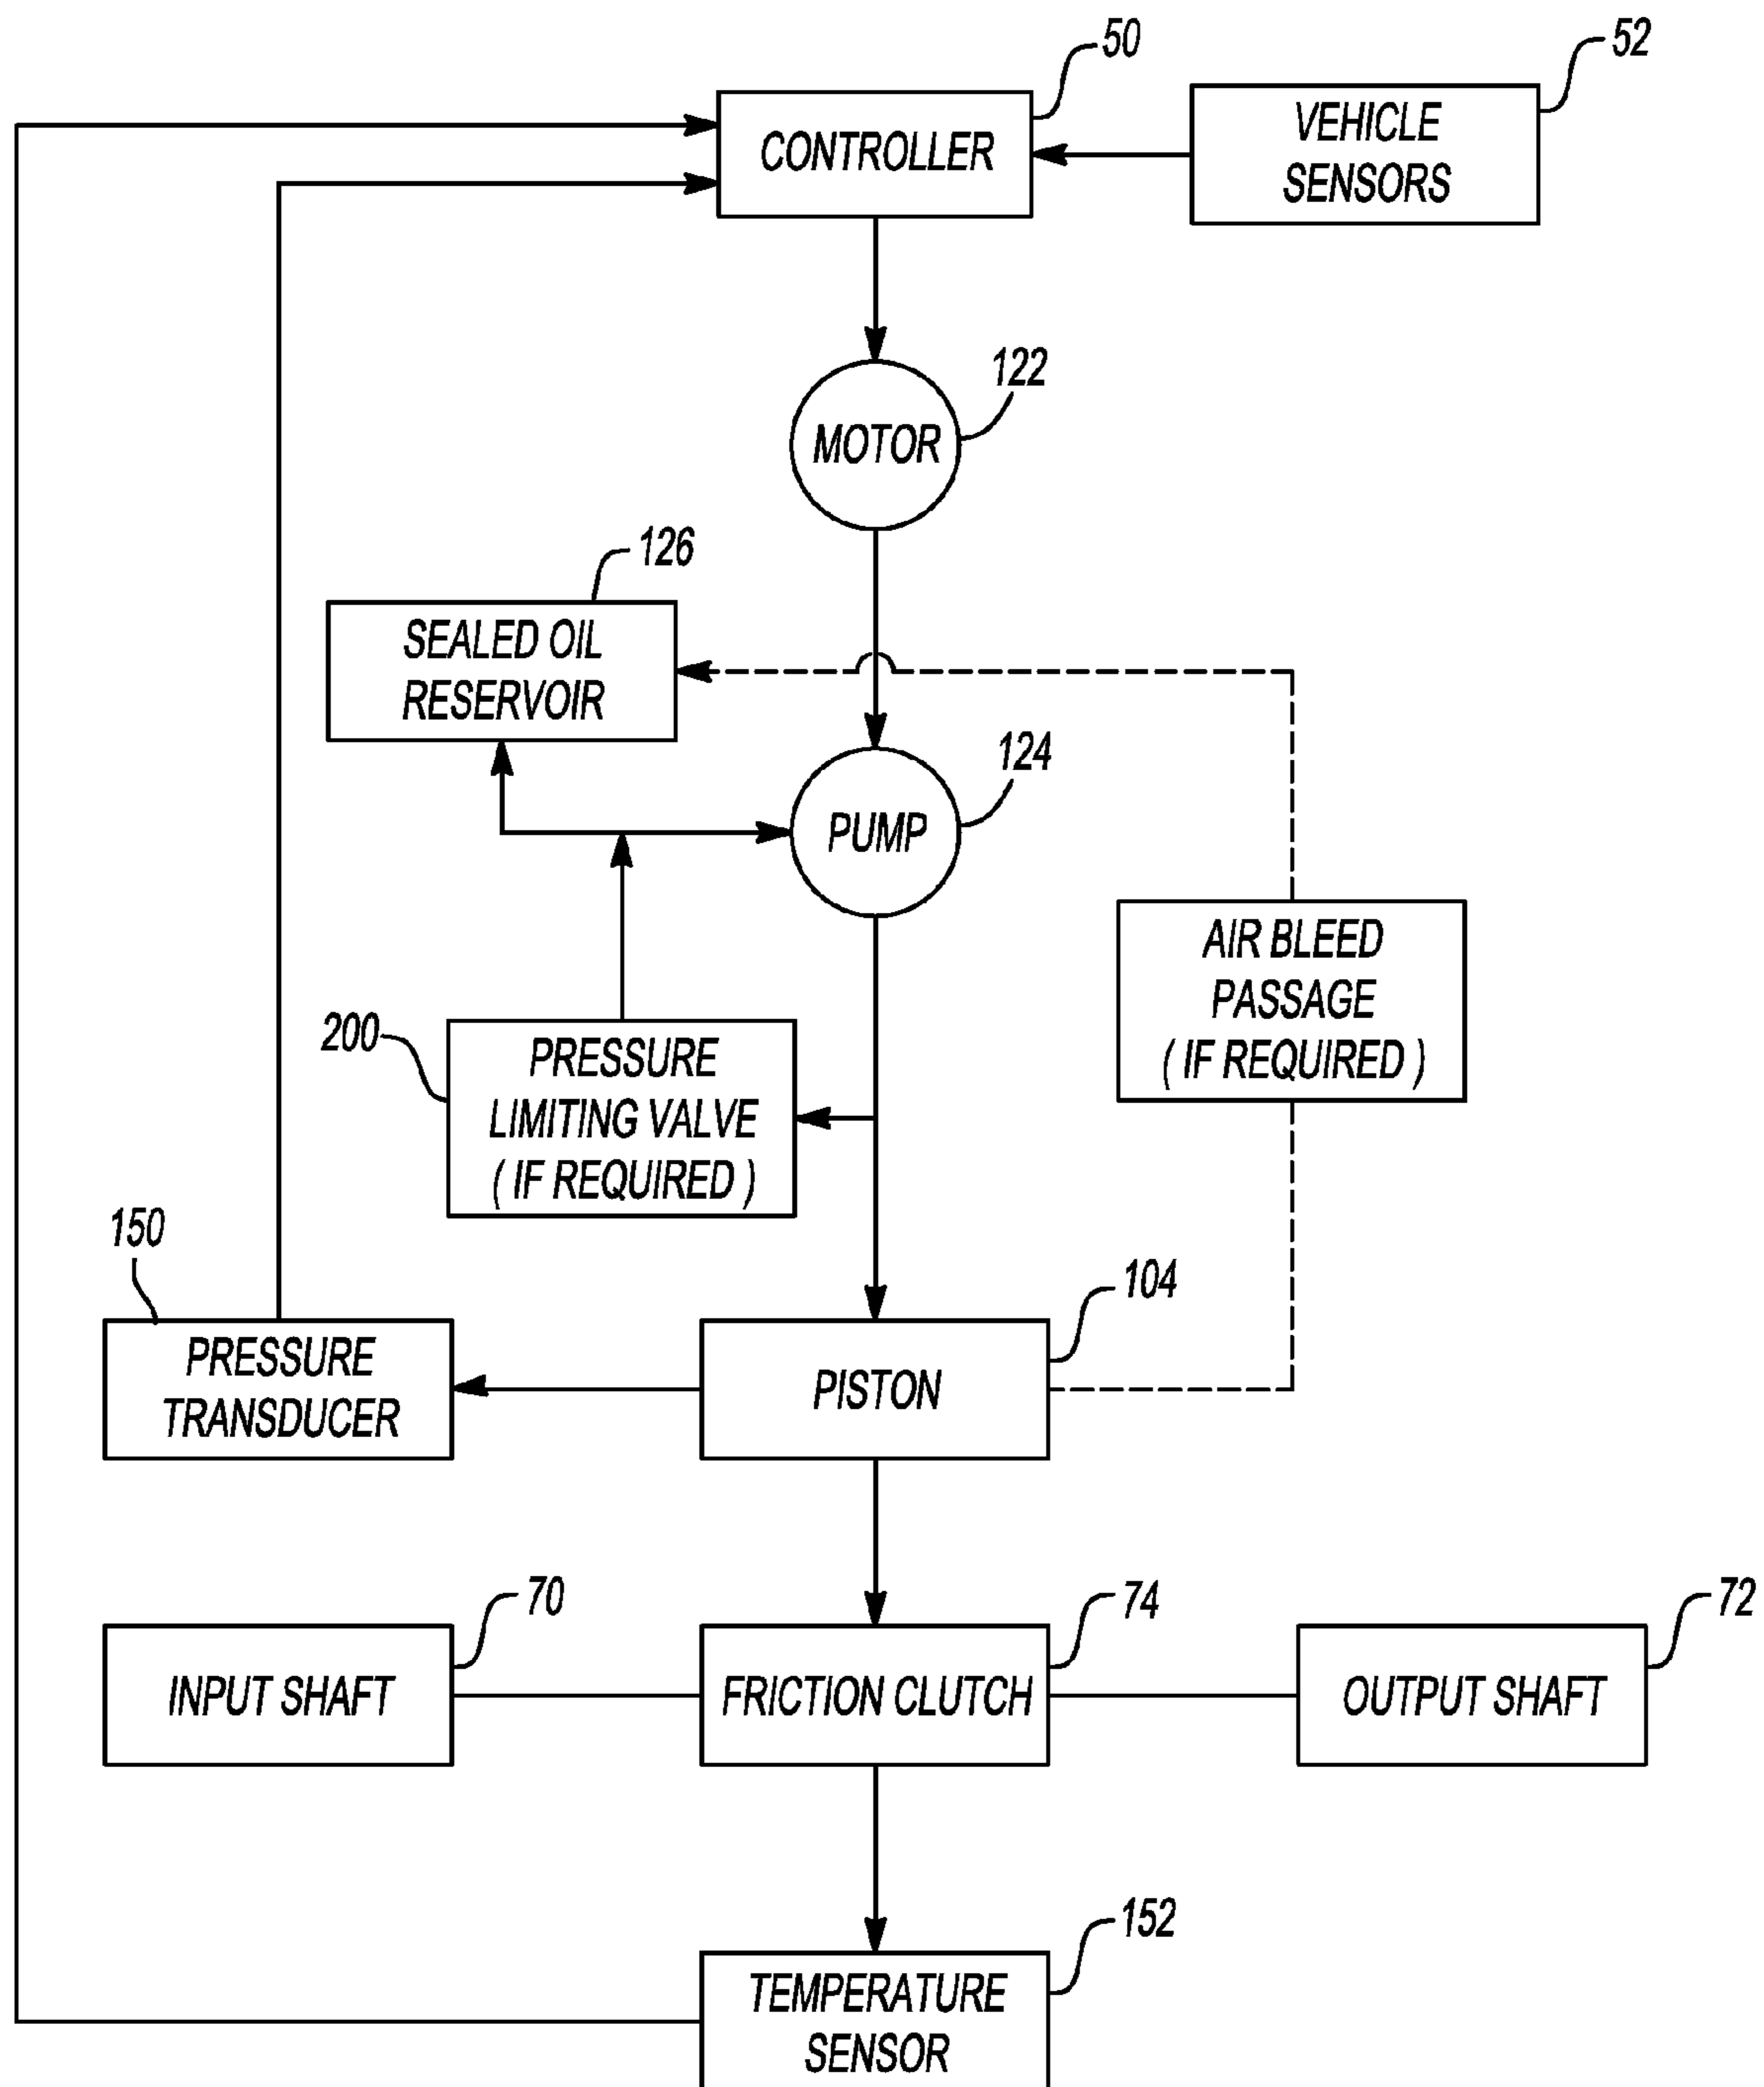 50
52
CONTROLLER
VEHICLE
SENSORS
122
MOTOR
126
SEALED OIL
RESERVOIR
124
PUMP
AIR BLEED
PASSAGE
( IF REQUIRED )
200
PRESSURE
LIMITING VALVE
( IF REQUIRED )
150
104
PRESSURE
TRANSDUCER
PISTON
70
74
72
INPUT SHAFT
FRICTION CLUTCH
OUTPUT SHAFT
152
TEMPERATURE
SENSOR